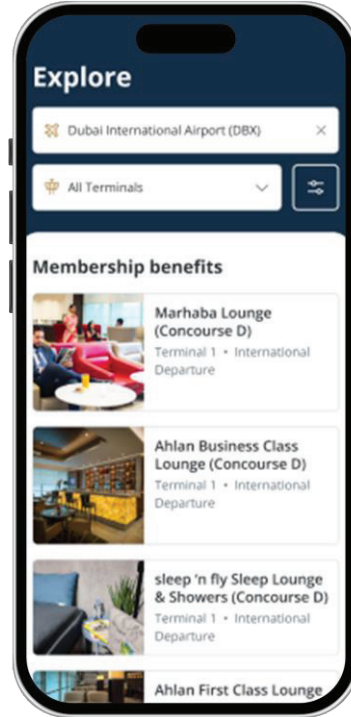 Explore
Dubai International Airport (DBX)
All Terminals
Membership benefits
Marhaba Lounge
(Concourse D)
Terminal 1 • International
Departure
Ahlan Business Class
Lounge (Concourse D)
Terminal 1 • International
Departure
sleep 'n fly Sleep Lounge
& Showers (Concourse D)
Terminal 1 • International
Departure
Ahlan First Class Lounge